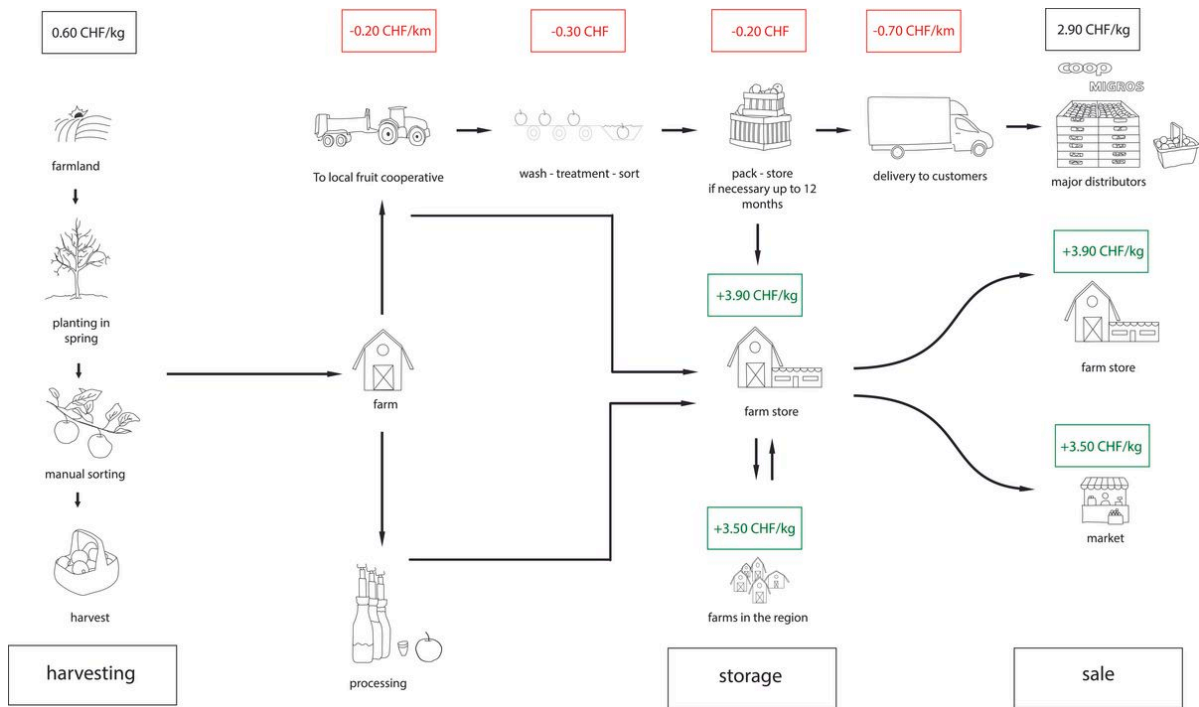 0.60 CHF/kg
-0.20 CHF/km
-0.30 CHF
-0.20 CHF
-0.70 CHF/km
2.90 CHF/kg
coop
MIGROS
farmland
To local fruit cooperative
wash - treatment - sort
pack - store
if necessary up to 12
months
delivery to customers
major distributors
planting in
spring
+3.90 CHF/kg
+3.90 CHF/kg
farm
farm store
farm store
manual sorting
+3.50 CHF/kg
+3.50 CHF/kg
market
harvest
farms in the region
processing
harvesting
storage
sale